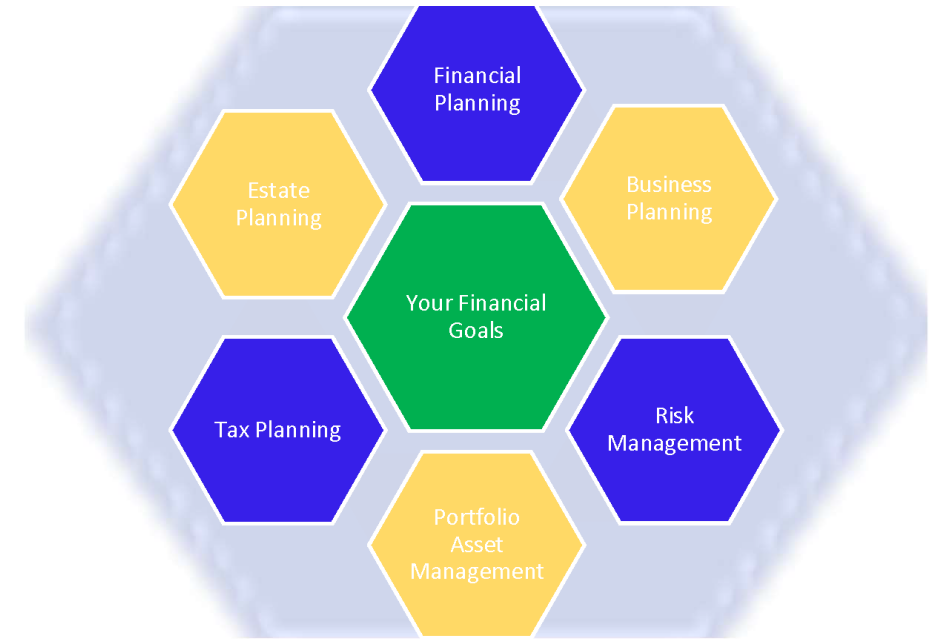 Financial
Planning
Estate
Planning
Business
Planning
Your Financial
Goals
Tax Planning
Risk
Management
Portfolio
Asset
Management